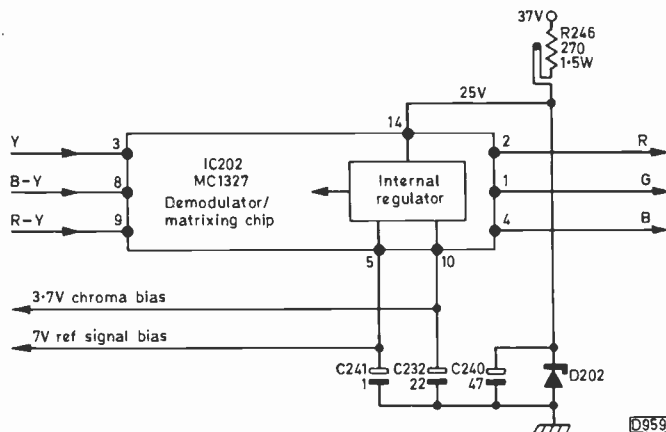 37V
R246
270
1·5W
25V
14
Y
3
IC202
MC1327
Demodulator/
matrixing chip
Internal
regulator
2
R
B-Y
8
1
G
R-Y
9
4
B
5
10
3·7V chroma bias
7V ref signal bias
C241
1
C232
22
C240
47
D202
D959